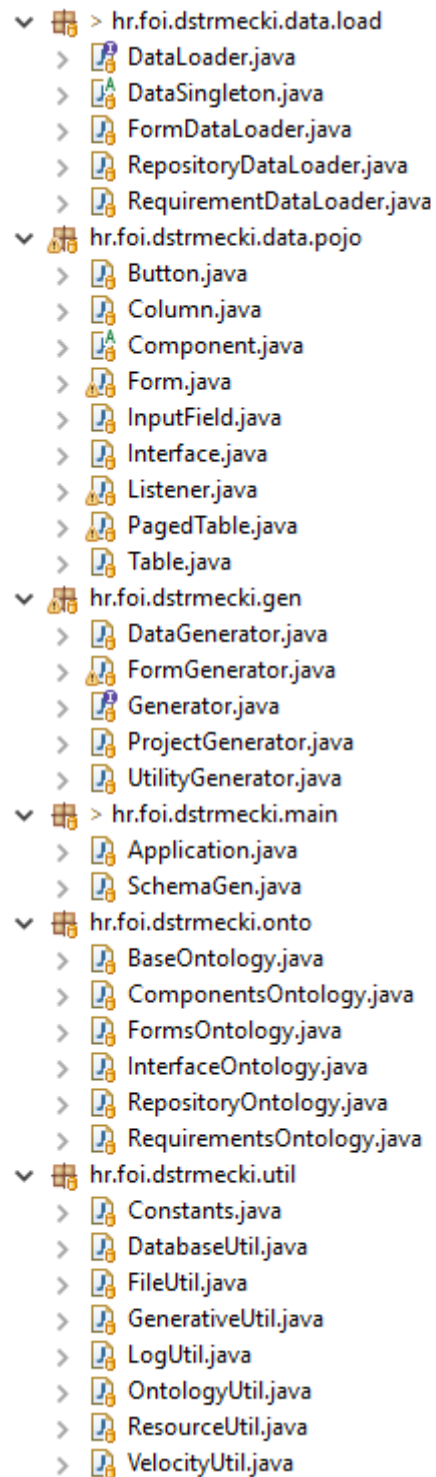 > hr.foi.dstrmecki.data.load
DataLoader.java
DataSingleton.java
FormDataLoader.java
RepositoryDataLoader.java
RequirementDataLoader.java
hr.foi.dstrmecki.data.pojo
Button.java
Column.java
Component.java
Form.java
InputField.java
Interface.java
Listener.java
PagedTable.java
Table.java
hr.foi.dstrmecki.gen
DataGenerator.java
FormGenerator.java
Generator.java
ProjectGenerator.java
UtilityGenerator.java
> hr.foi.dstrmecki.main
Application.java
SchemaGen.java
hr.foi.dstrmecki.onto
BaseOntology.java
ComponentsOntology.java
FormsOntology.java
InterfaceOntology.java
RepositoryOntology.java
RequirementsOntology.java
hr.foi.dstrmecki.util
Constants.java
DatabaseUtil.java
FileUtil.java
GenerativeUtil.java
LogUtil.java
OntologyUtil.java
ResourceUtil.java
VelocityUtil.java